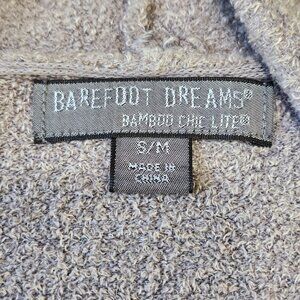 BAREFOOT DREAMS®
BAMBOO CHIC LITE®
S/M
MADE IN
CHINA